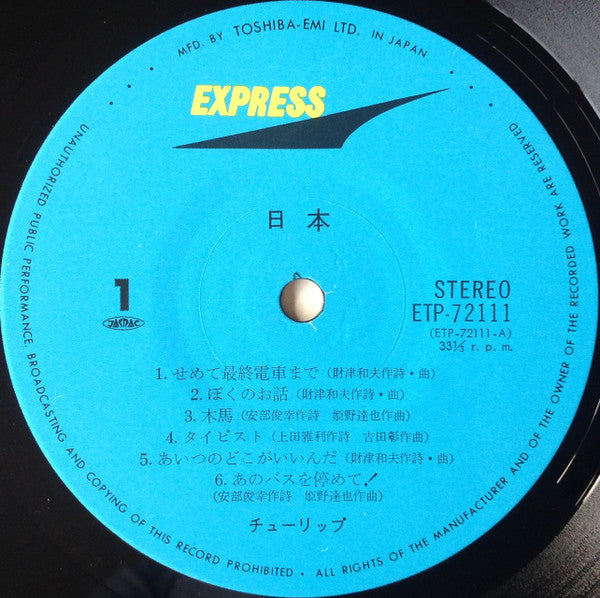 MFD. BY TOSHIBA-EMI LTD. IN JAPAN
EXPRESS
日本
1
JASRAC
STEREO
ETP-72111
(ETP-72111-A)
33⅓ r. p. m.
1. せめて最終電車まで (財津和夫作詩・曲)
2. ぼくのお話 (財津和夫作詩・曲)
3. 木馬 (安部俊幸作詩 姫野達也作曲)
4. タイピスト (上田雅利作詩 吉田彰作曲)
5. あいつのどこがいいんだ (財津和夫作詩・曲)
6. あのバスを停めて!
(安部俊幸作詩 姫野達也作曲)
チューリップ
UNAUTHORIZED PUBLIC PERFORMANCE, BROADCASTING AND COPYING OF THIS RECORD PROHIBITED • ALL RIGHTS OF THE MANUFACTURER AND OF THE OWNER OF THE RECORDED WORK ARE RESERVED